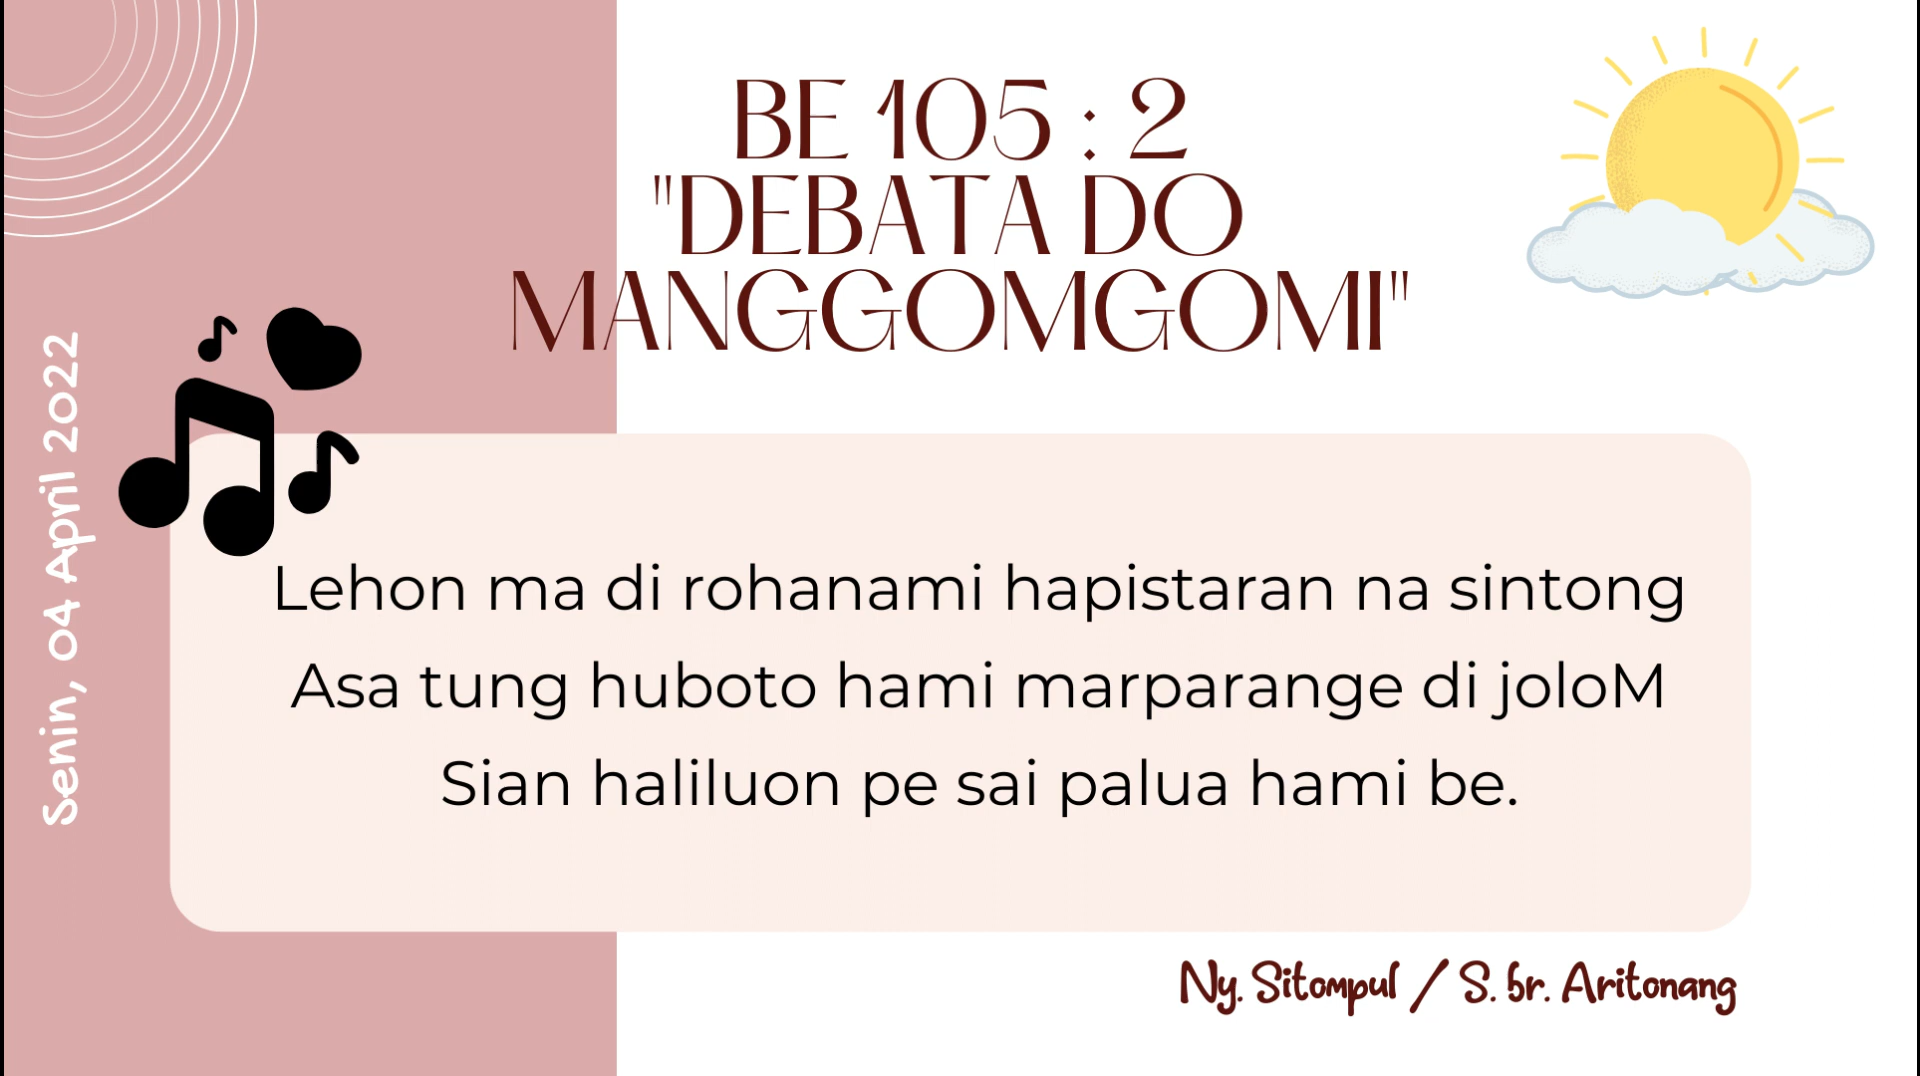 BE 105 : 2
"DEBATA DO
MANGGOMGOMI"
Senin, 04 April 2022
Lehon ma di rohanami hapistaran na sintong
Asa tung huboto hami marparange di joloM
Sian haliluon pe sai palua hami be.
Ny. Sitompul / S. br. Aritonang